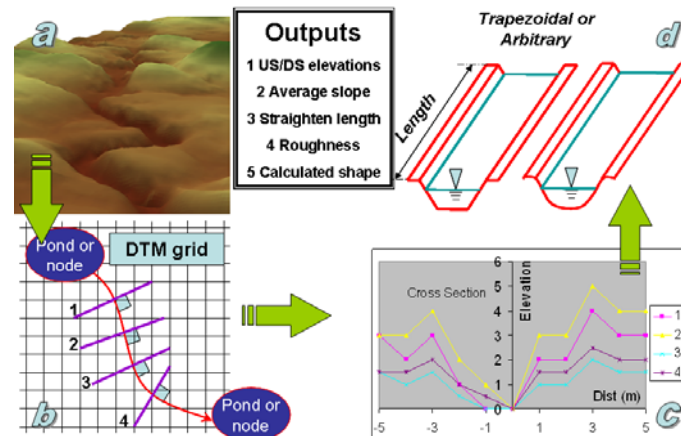 a
Outputs
1 US/DS elevations
2 Average slope
3 Straighten length
4 Roughness
5 Calculated shape
Trapezoidal or
Arbitrary
d
Length
Pond or
node
DTM grid
1
2
3
4
Pond or
node
b
Cross Section
Elevation
6
5
4
3
2
1
0
-5
-3
-1
1
3
5
Dist (m)
1
2
3
4
c